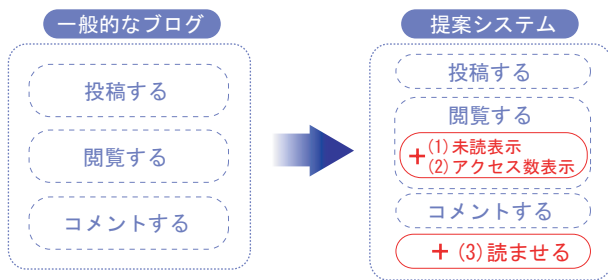 一般的なブログ
投稿する
閲覧する
コメントする
提案システム
投稿する
閲覧する
+(1)未読表示
(2)アクセス数表示
コメントする
+ (3)読ませる